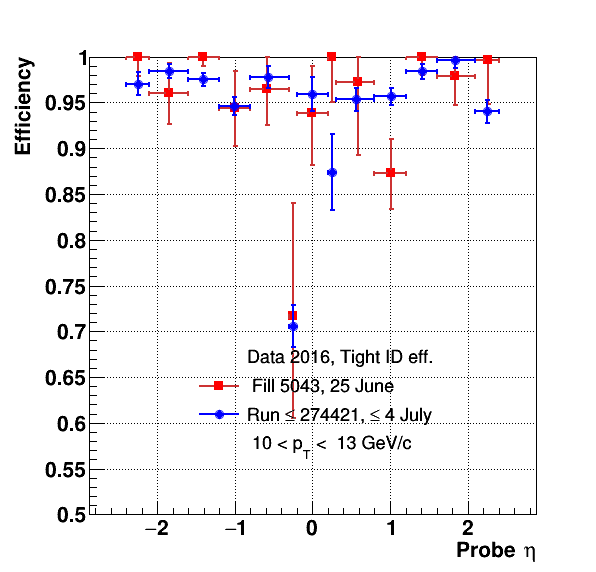 Efficiency
1
0.95
0.9
0.85
0.8
0.75
0.7
0.65
0.6
0.55
0.5
Data 2016, Tight ID eff.
Fill 5043, 25 June
Run ≤ 274421, ≤ 4 July
10 < p_T < 13 GeV/c
−2 −1 0 1 2
Probe η